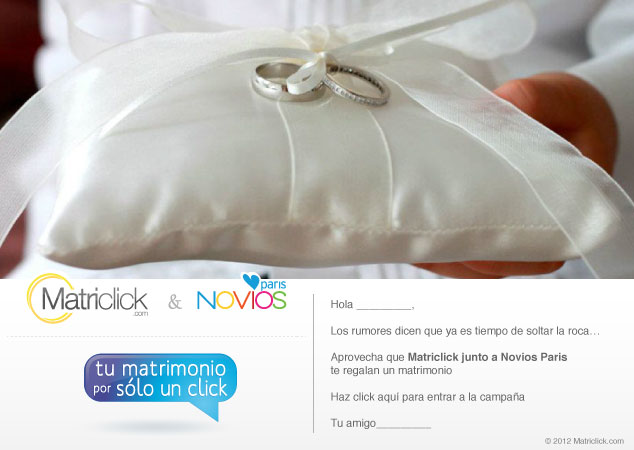 Matriclick
.com
&
paris
NOVIOS
tu matrimonio
por sólo un click
Hola _________,
Los rumores dicen que ya es tiempo de soltar la roca…
Aprovecha que Matriclick junto a Novios Paris
te regalan un matrimonio
Haz click aquí para entrar a la campaña
Tu amigo_________
© 2012 Matriclick.com